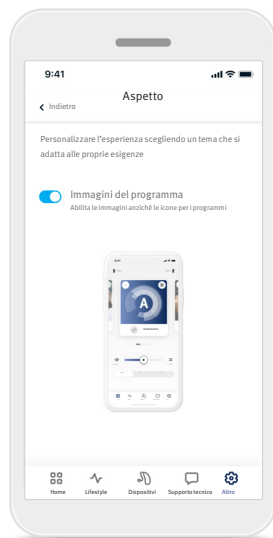 9:41
Aspetto
Indietro
Personalizzare l'esperienza scegliendo un tema che si
adatta alle proprie esigenze
Immagini del programma
Abilita le immagini anziché le icone per i programmi
A
Home Lifestyle Dispositivi Supporto tecnico Altro